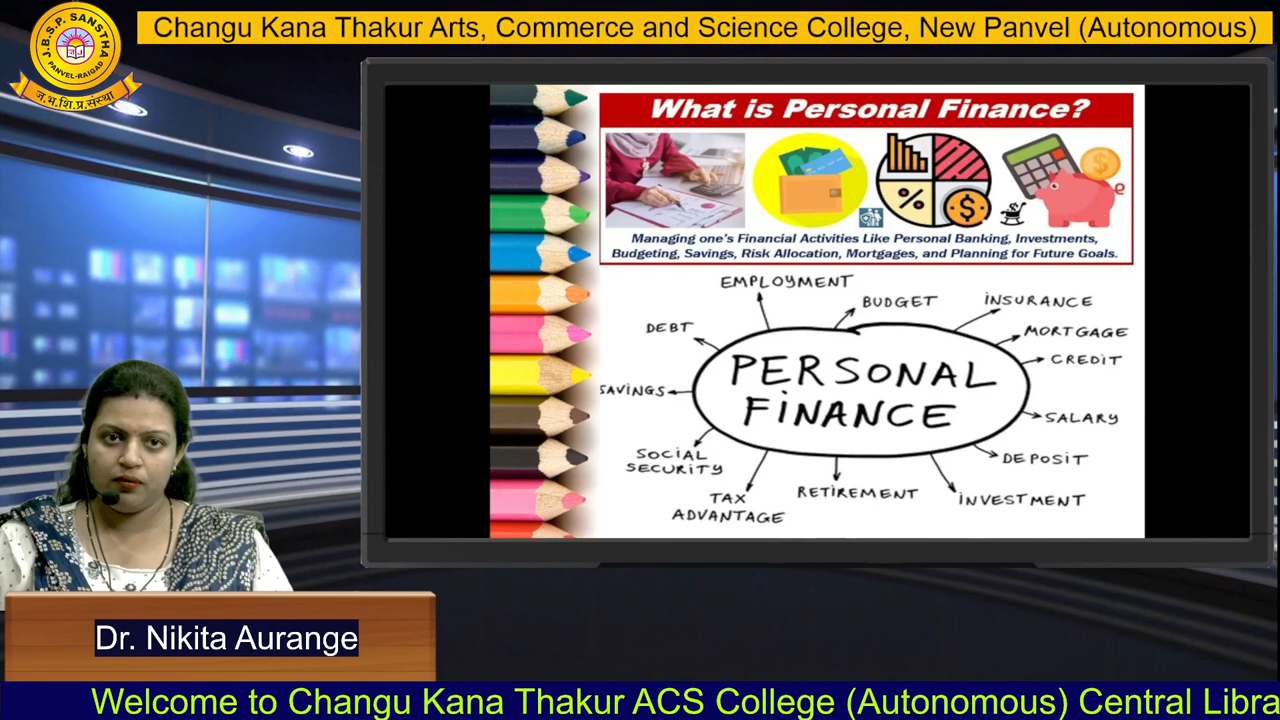 J.B.S.P. SANSTHA
PANVEL-RAIGAD
ज.भ.शि.प्र.संस्था
Changu Kana Thakur Arts, Commerce and Science College, New Panvel (Autonomous)
What is Personal Finance?
%
$
$
Managing one's Financial Activities Like Personal Banking, Investments,
Budgeting, Savings, Risk Allocation, Mortgages, and Planning for Future Goals.
EMPLOYMENT
BUDGET
INSURANCE
DEBT
MORTGAGE
CREDIT
PERSONAL
FINANCE
SAVINGS
SALARY
SOCIAL
SECURITY
DEPOSIT
TAX
ADVANTAGE
RETIREMENT
INVESTMENT
Dr. Nikita Aurange
Welcome to Changu Kana Thakur ACS College (Autonomous) Central Libra